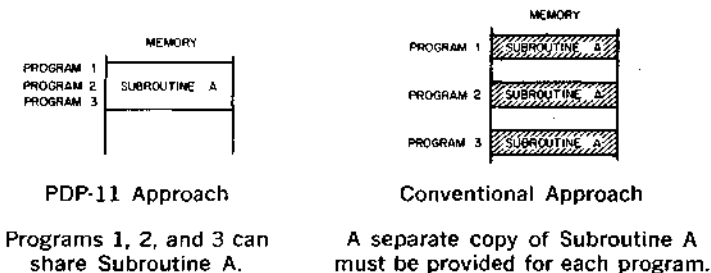 MEMORY
PROGRAM 1
PROGRAM 2
PROGRAM 3
SUBROUTINE A
PDP-11 Approach
Programs 1, 2, and 3 can
share Subroutine A.
MEMORY
PROGRAM 1
SUBROUTINE A
PROGRAM 2
SUBROUTINE A
PROGRAM 3
SUBROUTINE A
Conventional Approach
A separate copy of Subroutine A
must be provided for each program.